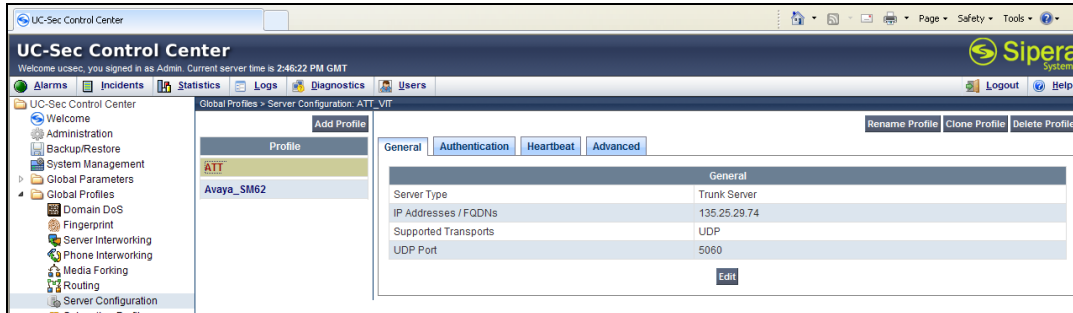 UC-Sec Control Center
Page Safety Tools
UC-Sec Control Center
Welcome ucsec, you signed in as Admin. Current server time is 2:46:22 PM GMT
Sipera
System
Alarms Incidents Statistics Logs Diagnostics Users Logout Help
UC-Sec Control Center
Welcome
Administration
Backup/Restore
System Management
Global Parameters
Global Profiles
Domain DoS
Fingerprint
Server Interworking
Phone Interworking
Media Forking
Routing
Server Configuration
Global Profiles > Server Configuration: ATT_VIT
Add Profile
Rename Profile Clone Profile Delete Profile
Profile
ATT
Avaya_SM62
General Authentication Heartbeat Advanced
General
Server Type Trunk Server
IP Addresses / FQDNs 135.25.29.74
Supported Transports UDP
UDP Port 5060
Edit